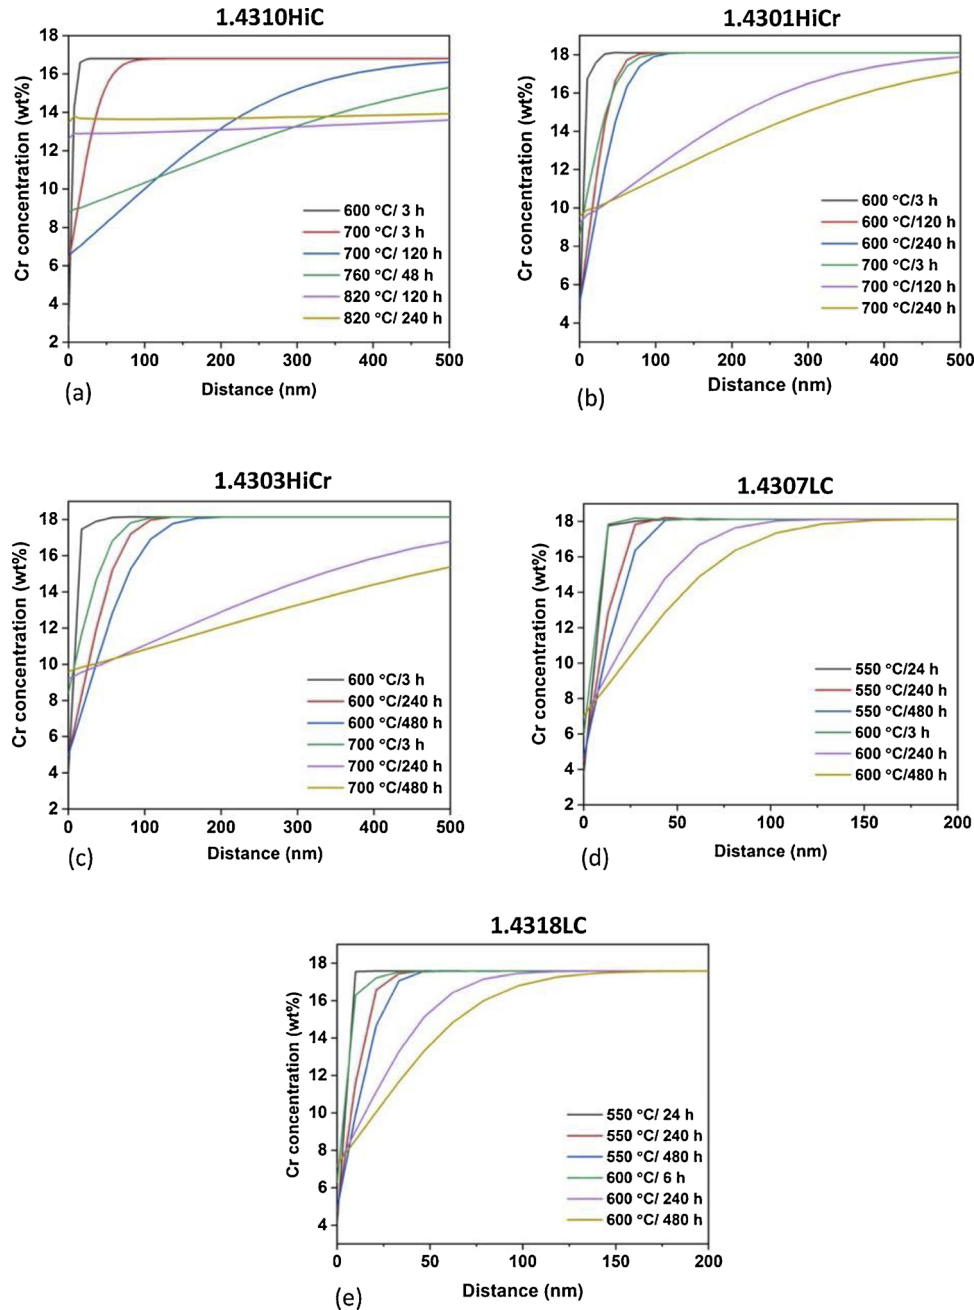 1.4310HiC
Cr concentration (wt%)
18
16
14
12
10
8
6
4
2
0
100
200
300
400
500
Distance (nm)
600 °C/ 3 h
700 °C/ 3 h
700 °C/ 120 h
760 °C/ 48 h
820 °C/ 120 h
820 °C/ 240 h
(a)
1.4301HiCr
Cr concentration (wt%)
18
16
14
12
10
8
6
4
0
100
200
300
400
500
Distance (nm)
600 °C/3 h
600 °C/120 h
600 °C/240 h
700 °C/3 h
700 °C/120 h
700 °C/240 h
(b)
1.4303HiCr
Cr concentration (wt%)
18
16
14
12
10
8
6
4
2
0
100
200
300
400
500
Distance (nm)
600 °C/3 h
600 °C/240 h
600 °C/480 h
700 °C/3 h
700 °C/240 h
700 °C/480 h
(c)
1.4307LC
Cr concentration (wt%)
18
16
14
12
10
8
6
4
2
0
50
100
150
200
Distance (nm)
550 °C/24 h
550 °C/240 h
550 °C/480 h
600 °C/3 h
600 °C/240 h
600 °C/480 h
(d)
1.4318LC
Cr concentration (wt%)
18
16
14
12
10
8
6
4
0
50
100
150
200
Distance (nm)
550 °C/ 24 h
550 °C/ 240 h
550 °C/ 480 h
600 °C/ 6 h
600 °C/ 240 h
600 °C/ 480 h
(e)